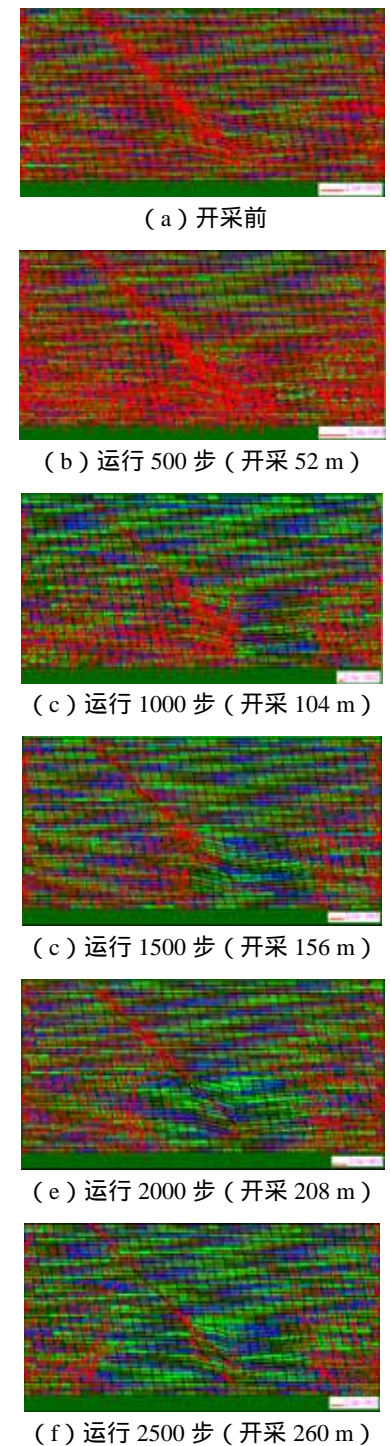 （a）开采前
（b）运行 500 步（开采 52 m）
（c）运行 1000 步（开采 104 m）
（c）运行 1500 步（开采 156 m）
（e）运行 2000 步（开采 208 m）
（f）运行 2500 步（开采 260 m）